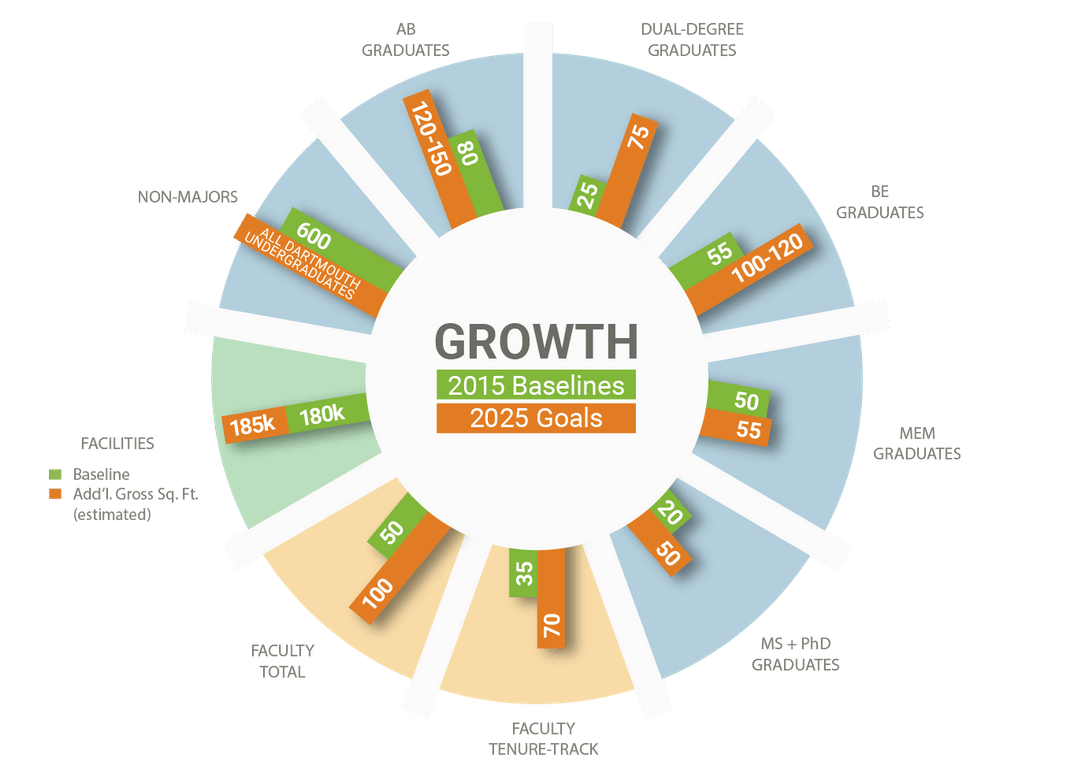 AB
GRADUATES
120-150
80
DUAL-DEGREE
GRADUATES
25
75
BE
GRADUATES
55
100-120
MEM
GRADUATES
50
55
MS + PhD
GRADUATES
20
50
FACULTY
TENURE-TRACK
35
70
FACULTY
TOTAL
50
100
FACILITIES
Baseline
Add'l. Gross Sq. Ft.
(estimated)
185k
180k
NON-MAJORS
600
ALL DARTMOUTH
UNDERGRADUATES
GROWTH
2015 Baselines
2025 Goals